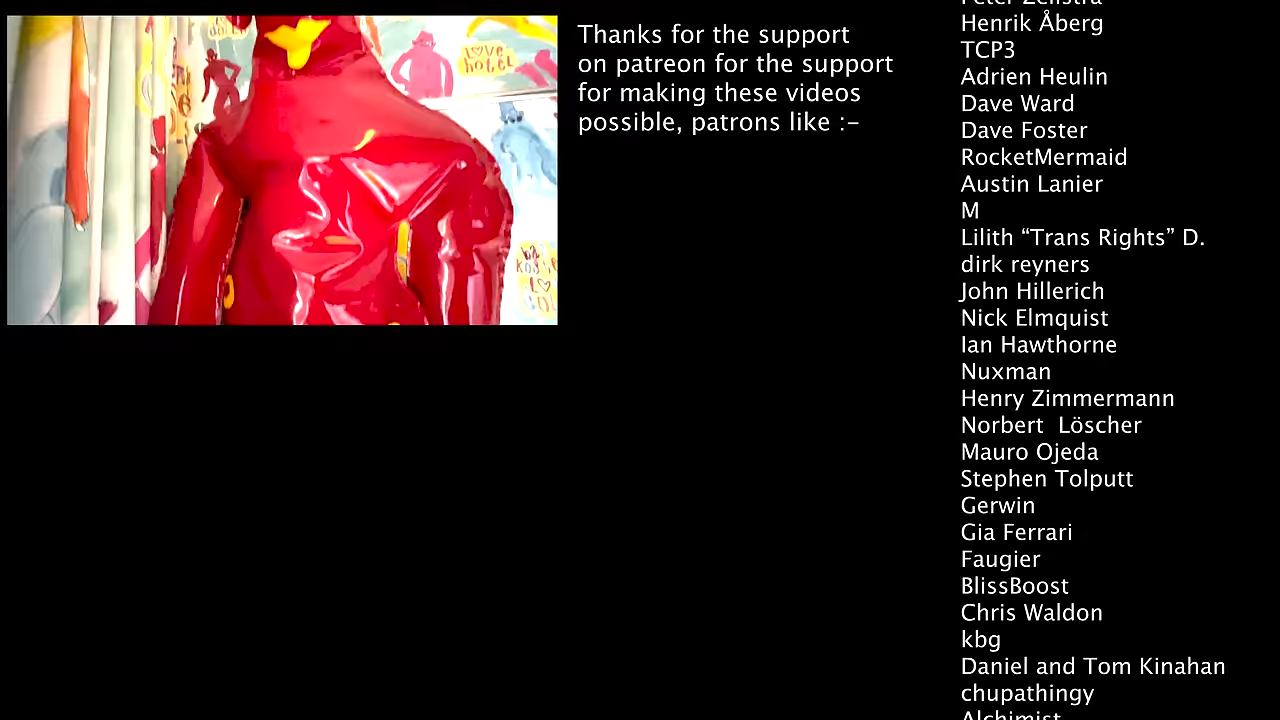 LOVE
hotel
Thanks for the support
on patreon for the support
for making these videos
possible, patrons like :-
Henrik Åberg
TCP3
Adrien Heulin
Dave Ward
Dave Foster
RocketMermaid
Austin Lanier
M
Lilith “Trans Rights” D.
dirk reyners
John Hillerich
Nick Elmquist
Ian Hawthorne
Nuxman
Henry Zimmermann
Norbert  Löscher
Mauro Ojeda
Stephen Tolputt
Gerwin
Gia Ferrari
Faugier
BlissBoost
Chris Waldon
kbg
Daniel and Tom Kinahan
chupathingy
Alchimist